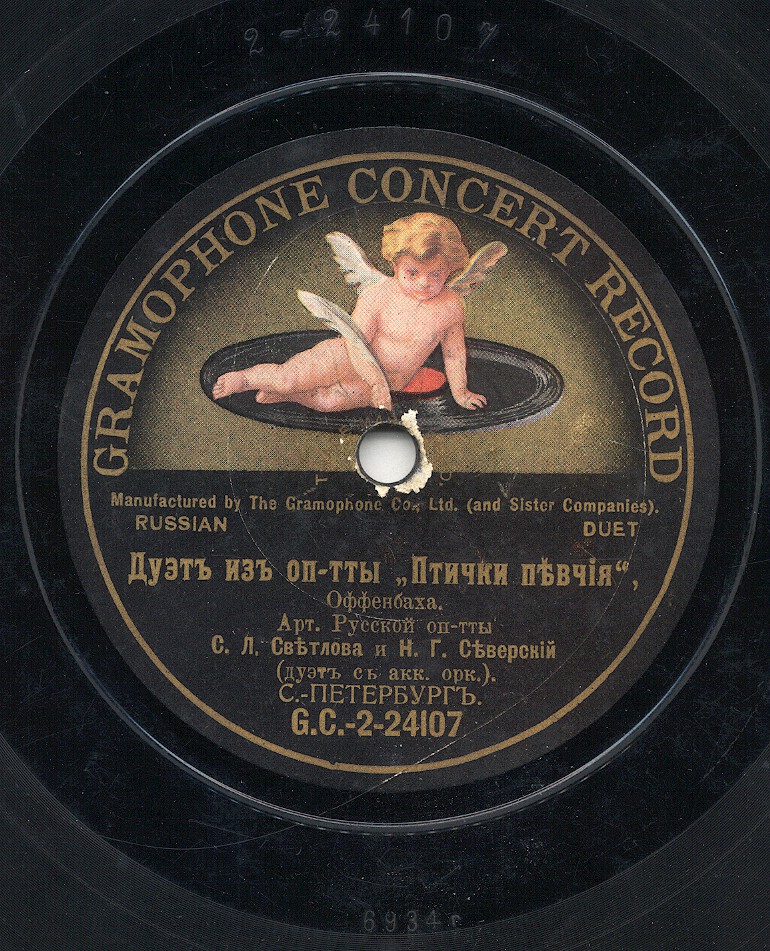 2-24107
GRAMOPHONE CONCERT RECORD
Manufactured by The Gramophone Co., Ltd. (and Sister Companies).
RUSSIAN DUET
Дуэтъ изъ оп-тты „Птички пѣвчія“,
Оффенбаха.
Арт. Русской оп-тты
С. Л. Свѣтлова и Н. Г. Сѣверскій
(дуэтъ съ акк. орк.).
С.-ПЕТЕРБУРГЪ.
G.C.-2-24107
6934r